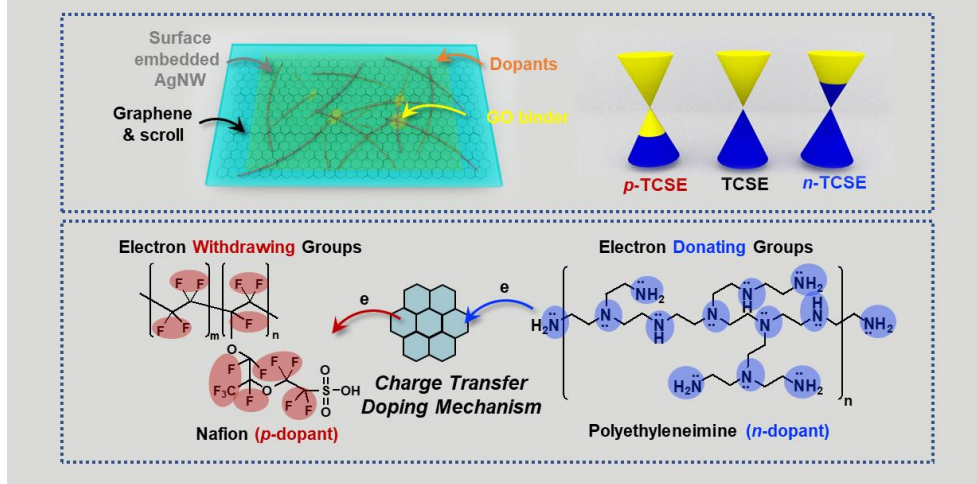 Surface
embedded
AgNW
Dopants
Graphene
& scroll
GO binder
p-TCSE TCSE n-TCSE
Electron Withdrawing Groups
Electron Donating Groups
F F F F
F F F
m n
e e
O
F F F F
F₃C F O F F
O
S OH
O
Charge Transfer
Doping Mechanism
Nafion (p-dopant)
NH₂ N̈H NH₂
H₂N N N H N N H N NH₂
H₂N N NH₂
n
Polyethyleneimine (n-dopant)